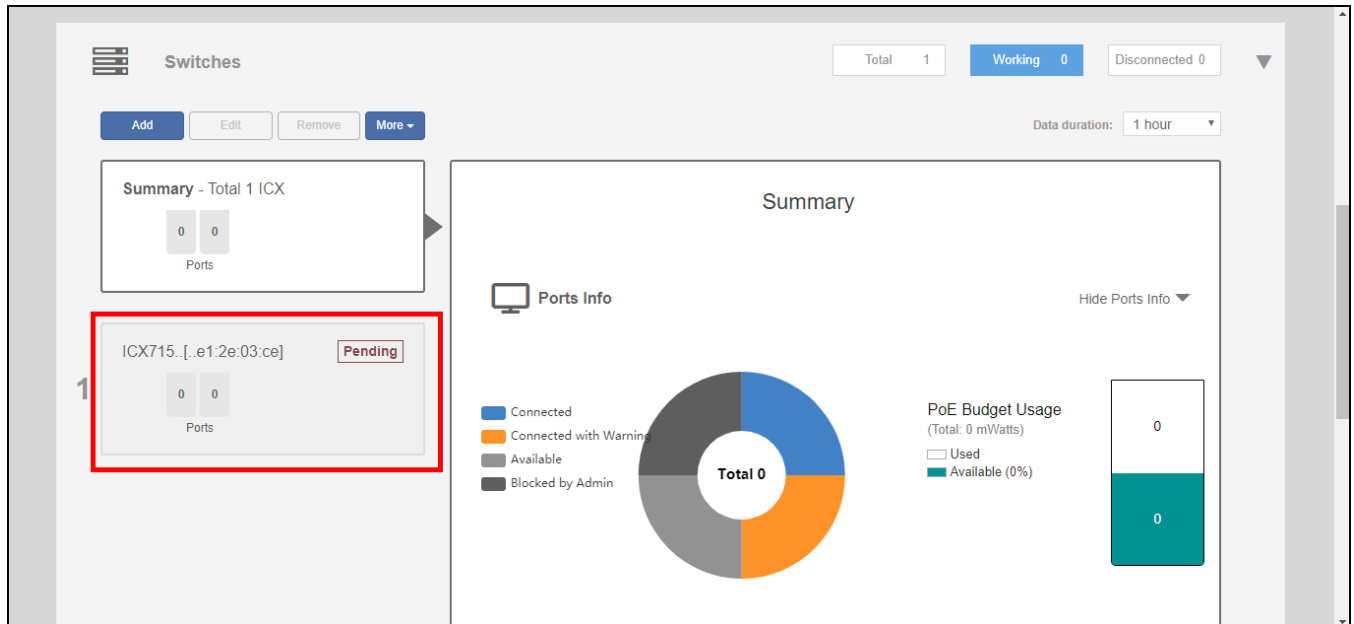 Switches
Total 1
Working 0
Disconnected 0
Add
Edit
Remove
More
Data duration: 1 hour
Summary - Total 1 ICX
0 0
Ports
1
ICX715..[..e1:2e:03:ce] Pending
0 0
Ports
Summary
Ports Info
Hide Ports Info
Connected
Connected with Warning
Available
Blocked by Admin
Total 0
PoE Budget Usage
(Total: 0 mWatts)
Used
Available (0%)
0
0